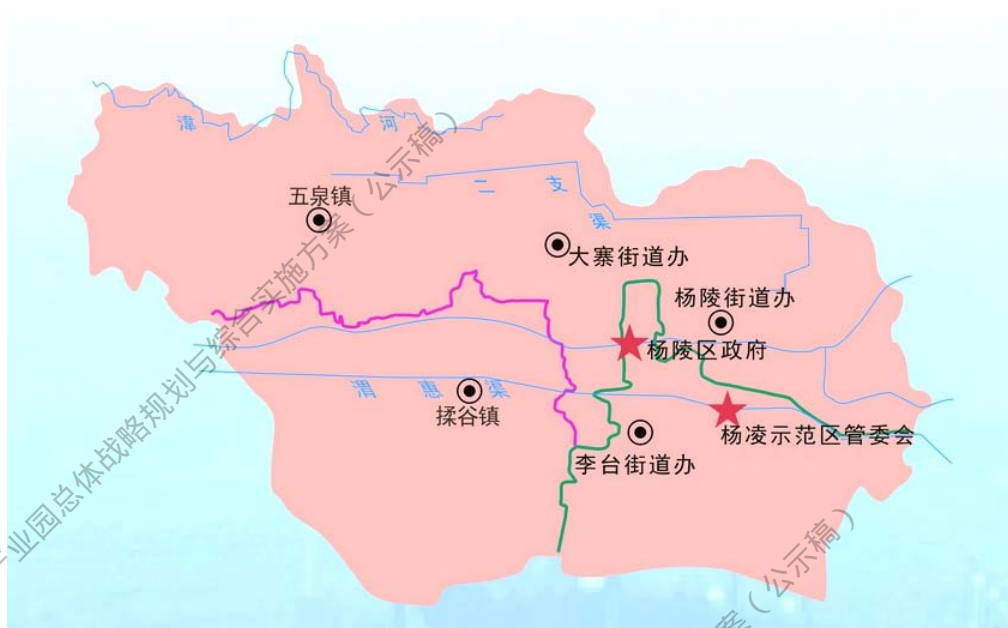 漳河
二支渠
五泉镇
大寨街道办
杨陵街道办
杨陵区政府
渭惠渠
揉谷镇
杨凌示范区管委会
李台街道办
业园总体战略规划与综合实施方案（公示稿）
案（公示稿）